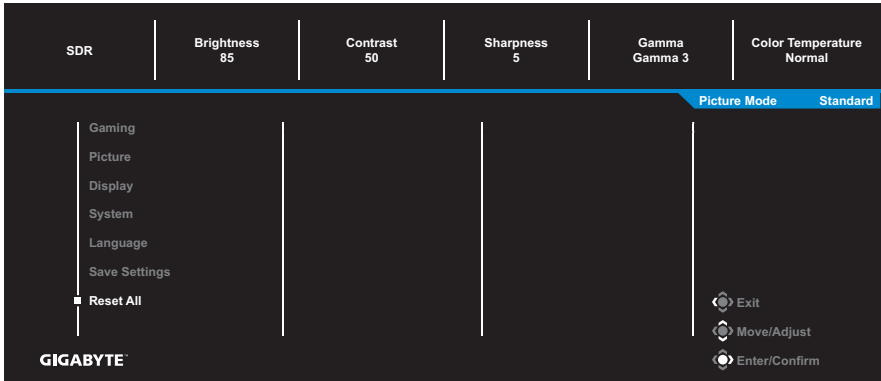 SDR
Brightness
85
Contrast
50
Sharpness
5
Gamma
Gamma 3
Color Temperature
Normal
Picture Mode Standard
Gaming
Picture
Display
System
Language
Save Settings
Reset All
Exit
Move/Adjust
GIGABYTE™
Enter/Confirm